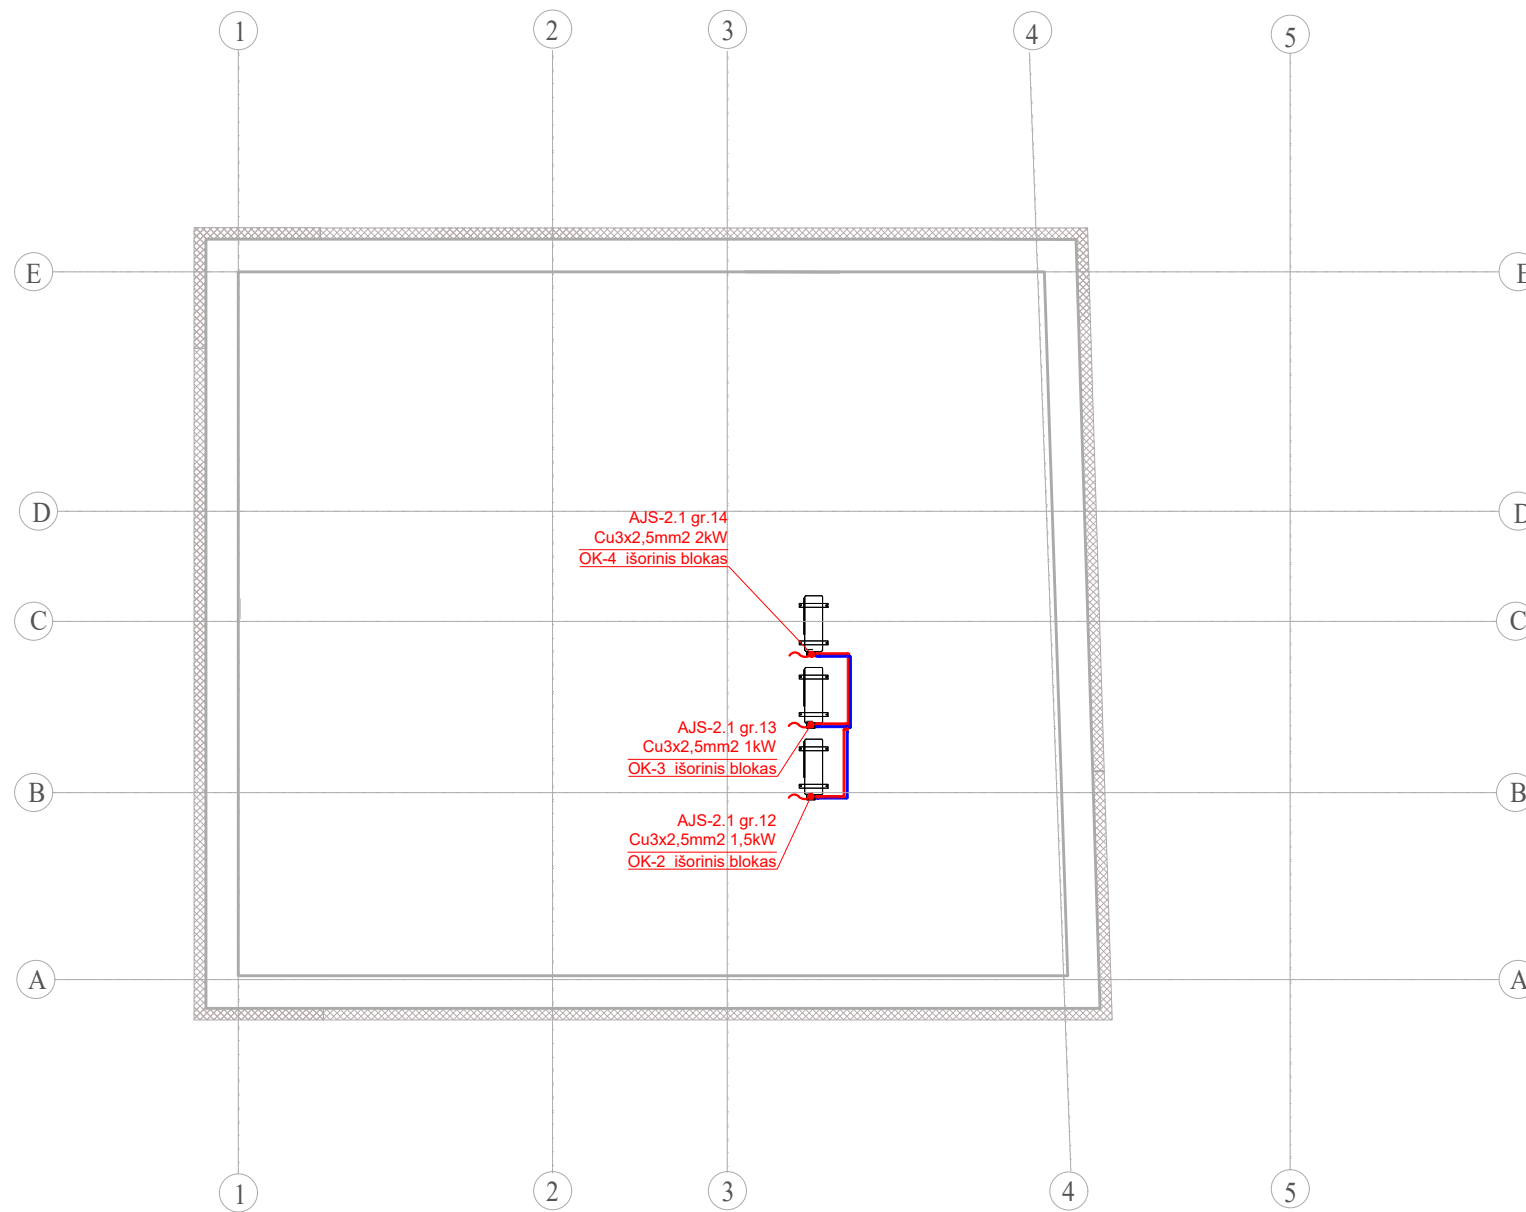 1
2
3
4
5
E
E
D
D
AJS-2.1 gr.14
Cu3x2,5mm2 2kW
OK-4 išorinis blokas
C
C
AJS-2.1 gr.13
Cu3x2,5mm2 1kW
OK-3 išorinis blokas
B
B
AJS-2.1 gr.12
Cu3x2,5mm2 1,5kW
OK-2 išorinis blokas
A
A
1
2
3
4
5